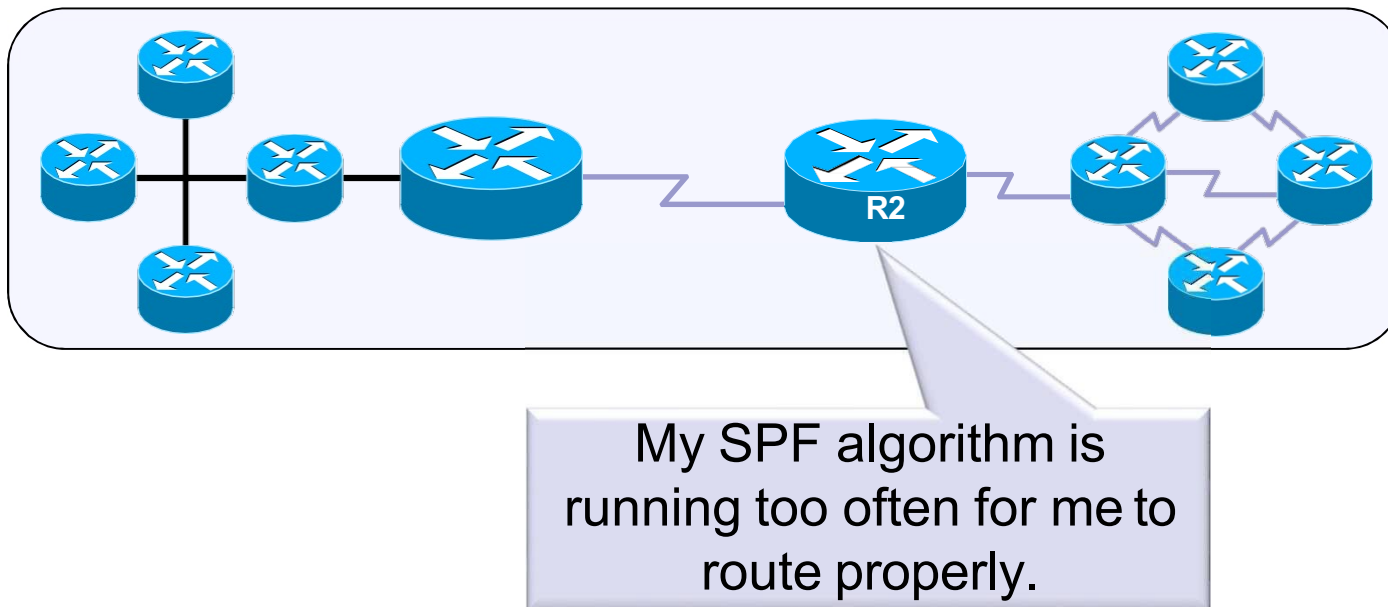 R2
My SPF algorithm is
running too often for me to
route properly.